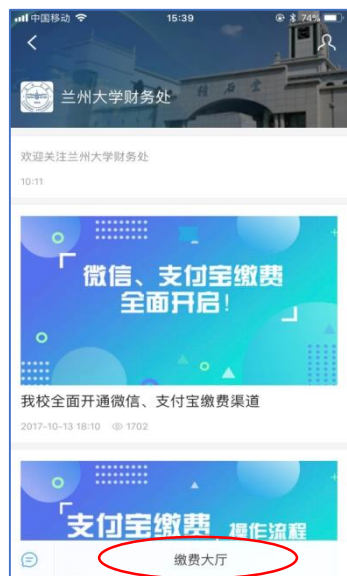 中国移动
15:39
74%
兰州大学财务处
欢迎关注兰州大学财务处
10:11
微信、支付宝缴费
全面开启!
我校全面开通微信、支付宝缴费渠道
2017-10-13 18:10 1702
支付宝缴费 操作流程
缴费大厅